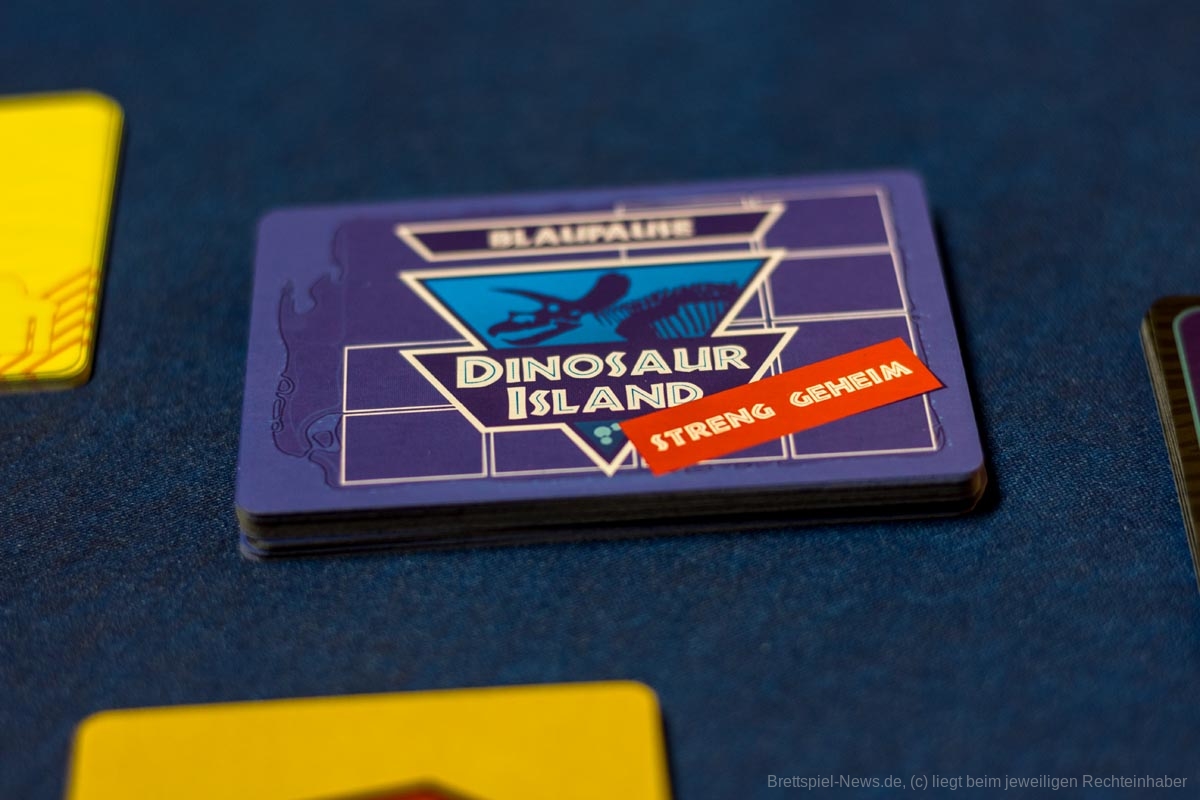 BLAUPAUSE
DINOSAUR
ISLAND
STRENG GEHEIM
Brettspiel-News.de, (c) liegt beim jeweiligen Rechteinhaber